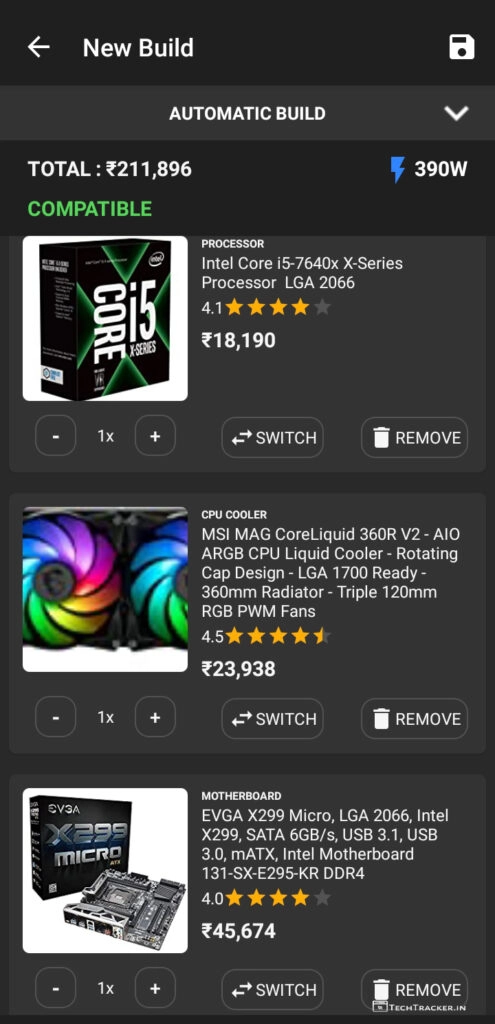 New Build
AUTOMATIC BUILD
TOTAL : ₹211,896
390W
COMPATIBLE
intel
CORE i5
X-SERIES
PROCESSOR
Intel Core i5-7640x X-Series
Processor LGA 2066
4.1
₹18,190
-
1x
+
SWITCH
REMOVE
CPU COOLER
MSI MAG CoreLiquid 360R V2 - AIO
ARGB CPU Liquid Cooler - Rotating
Cap Design - LGA 1700 Ready -
360mm Radiator - Triple 120mm
RGB PWM Fans
4.5
₹23,938
-
1x
+
SWITCH
REMOVE
EVGA
X299
MICRO
ATX
MOTHERBOARD
EVGA X299 Micro, LGA 2066, Intel
X299, SATA 6GB/s, USB 3.1, USB
3.0, mATX, Intel Motherboard
131-SX-E295-KR DDR4
4.0
₹45,674
-
1x
+
SWITCH
REMOVE
TECHTRACKER.IN